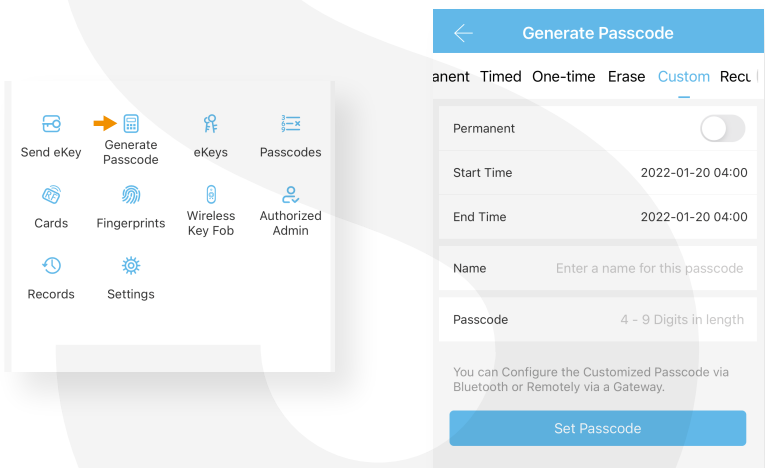 Send eKey
Generate
Passcode
eKeys
Passcodes
Cards
Fingerprints
Wireless
Key Fob
Authorized
Admin
Records
Settings
Generate Passcode
anent Timed One-time Erase Custom Recu
Permanent
Start Time 2022-01-20 04:00
End Time 2022-01-20 04:00
Name Enter a name for this passcode
Passcode 4 - 9 Digits in length
You can Configure the Customized Passcode via
Bluetooth or Remotely via a Gateway.
Set Passcode